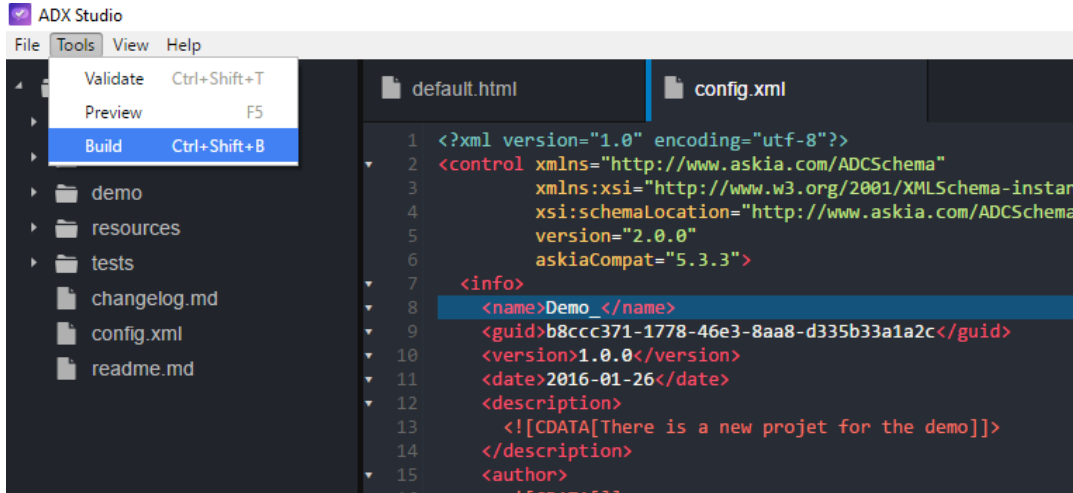 ADX Studio
File Tools View Help
Validate Ctrl+Shift+T
Preview F5
Build Ctrl+Shift+B
demo
resources
tests
changelog.md
config.xml
readme.md
default.html config.xml
1 <?xml version="1.0" encoding="utf-8"?>
2 <control xmlns="http://www.askia.com/ADCSchema"
3 xmlns:xsi="http://www.w3.org/2001/XMLSchema-instan
4 xsi:schemaLocation="http://www.askia.com/ADCSchema
5 version="2.0.0"
6 askiaCompat="5.3.3">
7 <info>
8 <name>Demo_</name>
9 <guid>b8ccc371-1778-46e3-8aa8-d335b33a1a2c</guid>
10 <version>1.0.0</version>
11 <date>2016-01-26</date>
12 <description>
13 <![CDATA[There is a new projet for the demo]]>
14 </description>
15 <author>